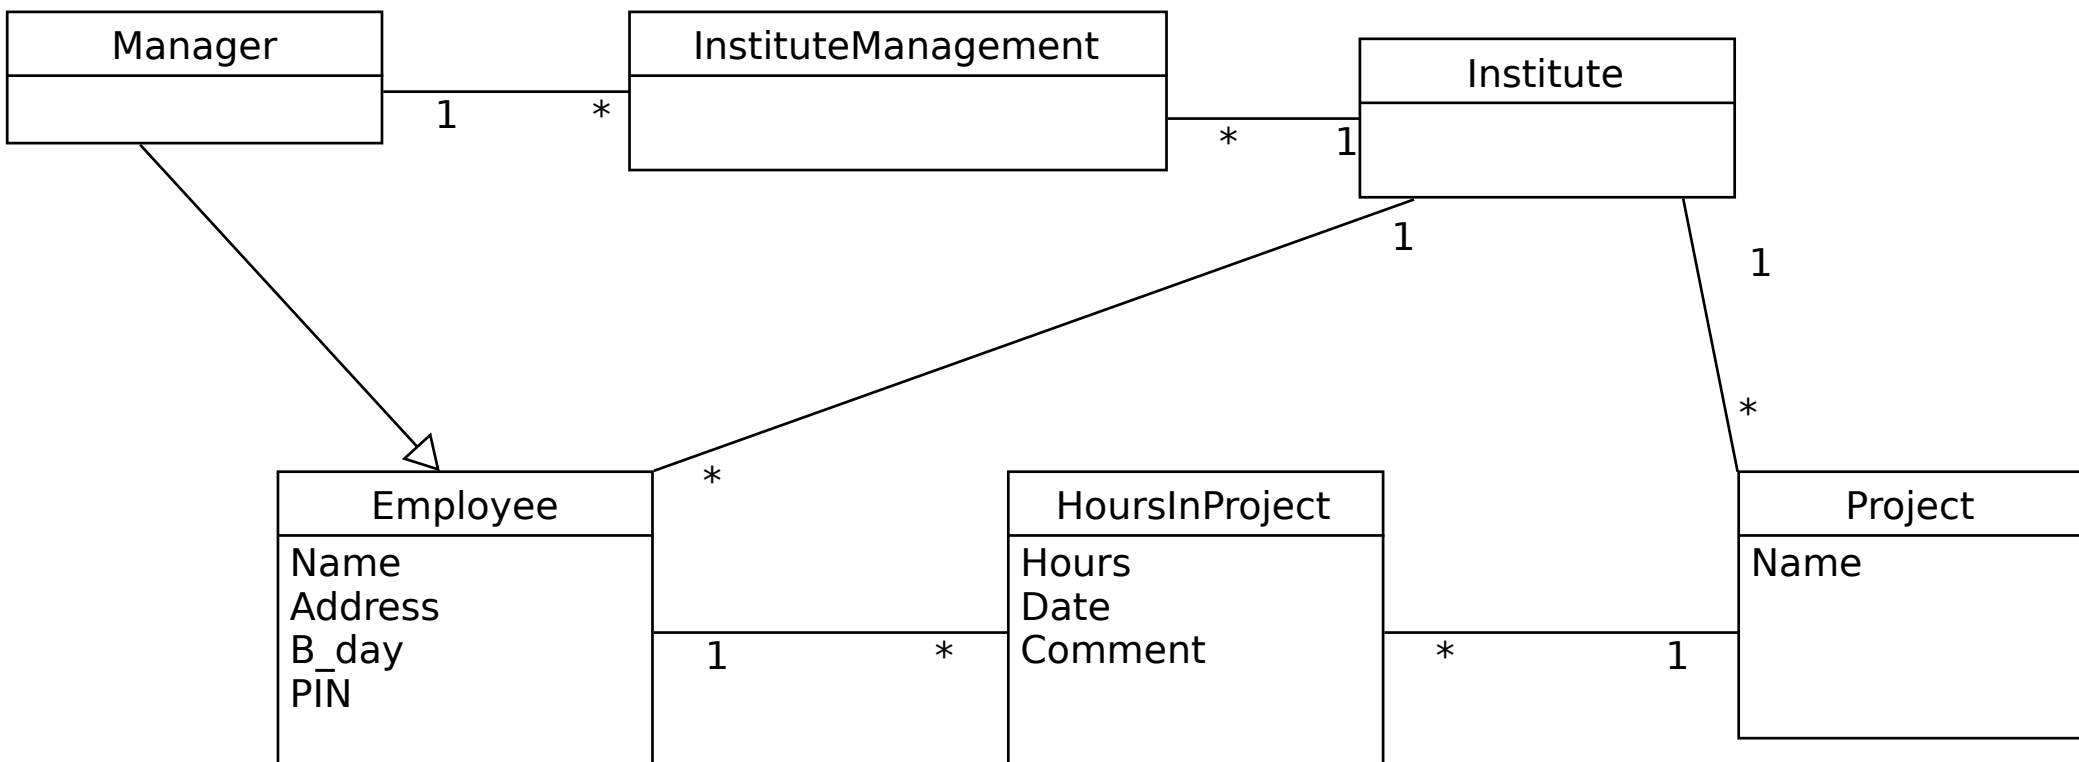 Manager
InstituteManagement
Institute
1
*
*
1
1
1
*
*
Employee
HoursInProject
Project
Name
Address
B_day
PIN
Hours
Date
Comment
Name
1
*
*
1